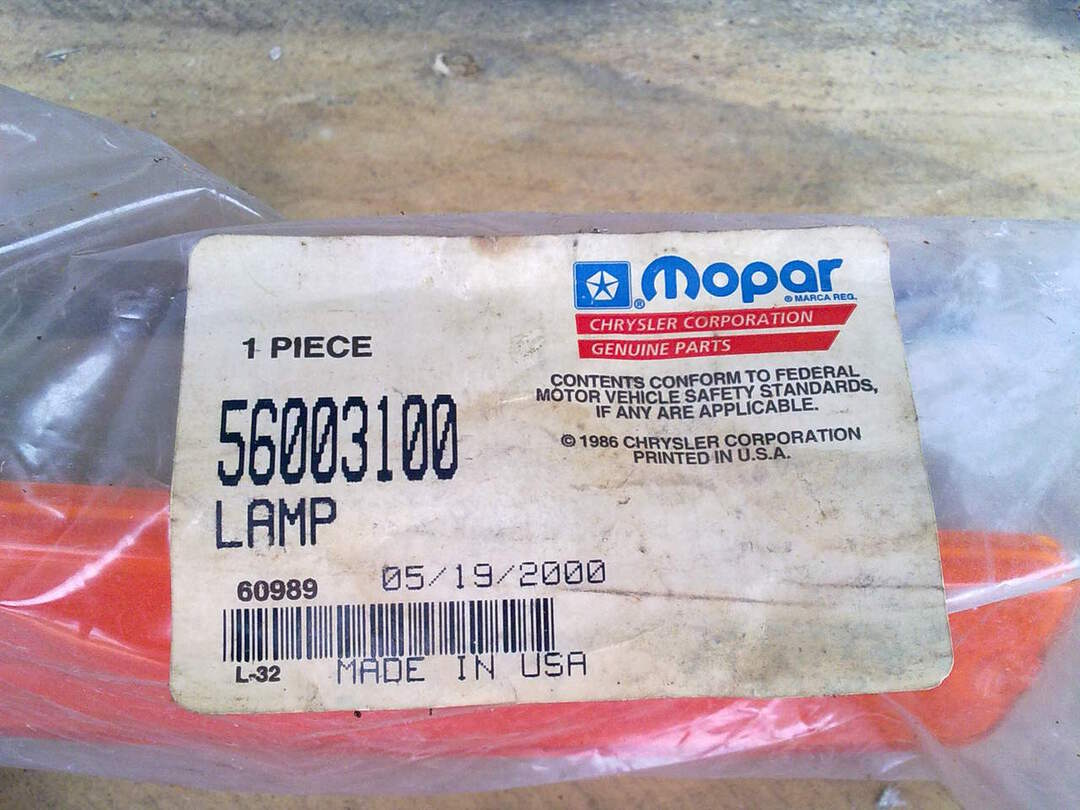 Mopar
® ® MARCA REG.
CHRYSLER CORPORATION
GENUINE PARTS
1 PIECE
CONTENTS CONFORM TO FEDERAL
MOTOR VEHICLE SAFETY STANDARDS,
IF ANY ARE APPLICABLE.
© 1986 CHRYSLER CORPORATION
PRINTED IN U.S.A.
56003100
LAMP
60989 05/19/2000
L-32 MADE IN USA